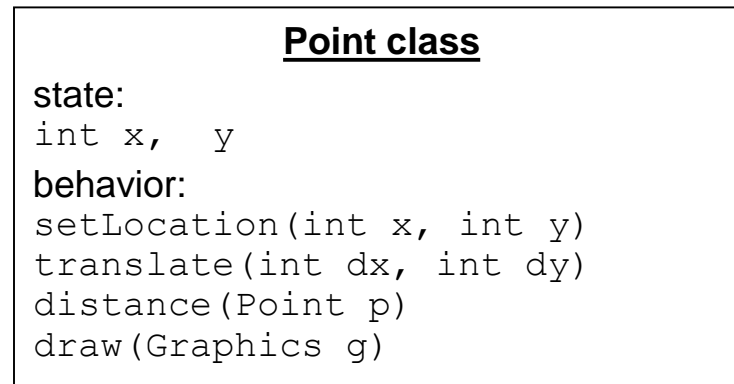 Point class
state:
int x, y
behavior:
setLocation(int x, int y)
translate(int dx, int dy)
distance(Point p)
draw(Graphics g)